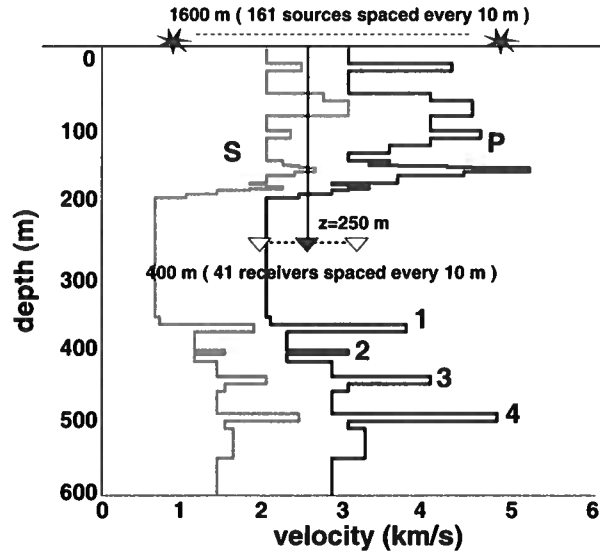 1600 m ( 161 sources spaced every 10 m )
0
100
P
S
200
z=250 m
depth (m)
400 m ( 41 receivers spaced every 10 m )
300
1
400
2
3
4
500
600
0 1 2 3 4 5 6
velocity (km/s)